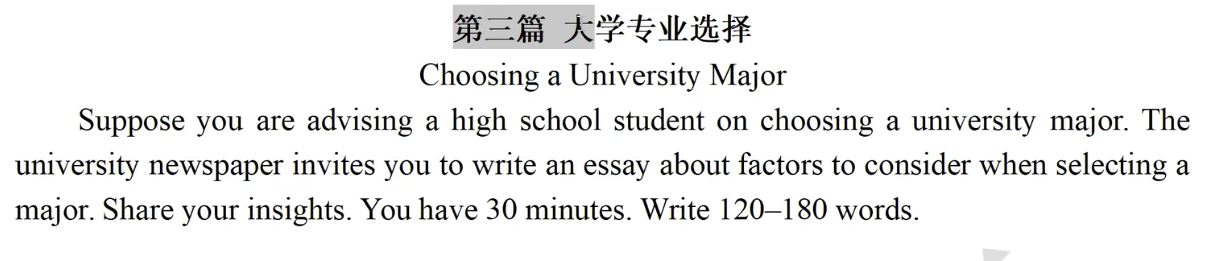 第三篇 大学专业选择
Choosing a University Major
Suppose you are advising a high school student on choosing a university major. The
university newspaper invites you to write an essay about factors to consider when selecting a
major. Share your insights. You have 30 minutes. Write 120–180 words.